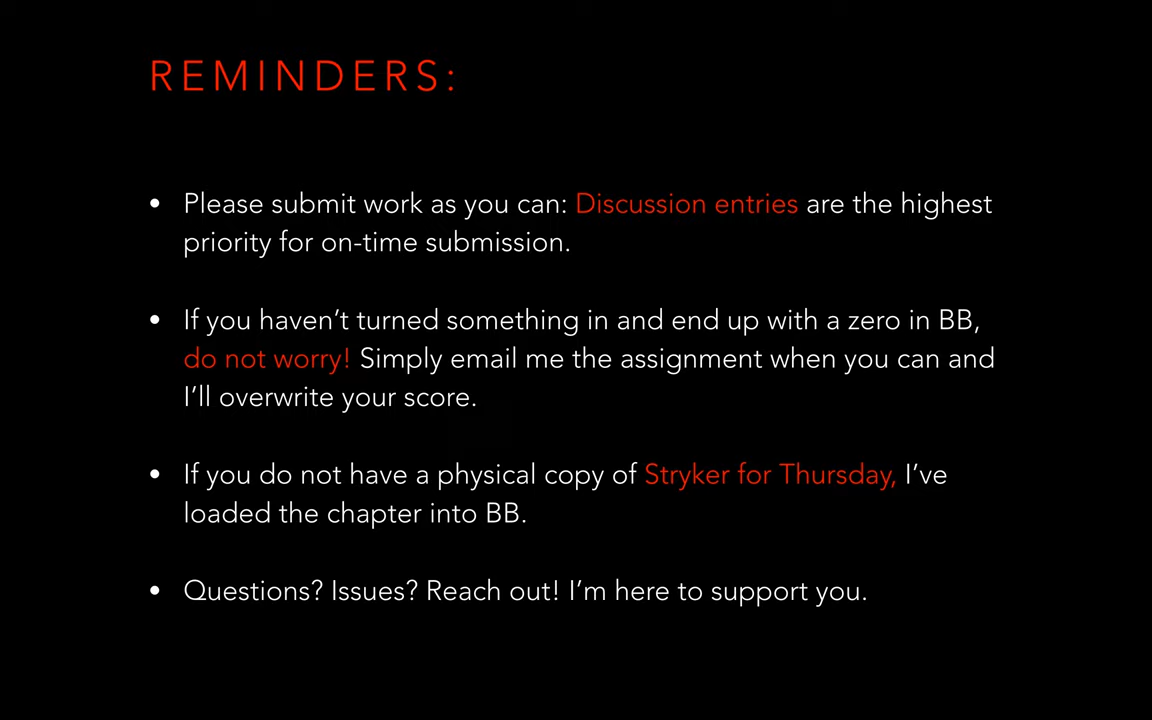 REMINDERS:
• Please submit work as you can: Discussion entries are the highest
priority for on-time submission.
• If you haven’t turned something in and end up with a zero in BB,
do not worry! Simply email me the assignment when you can and
I’ll overwrite your score.
• If you do not have a physical copy of Stryker for Thursday, I’ve
loaded the chapter into BB.
• Questions? Issues? Reach out! I’m here to support you.